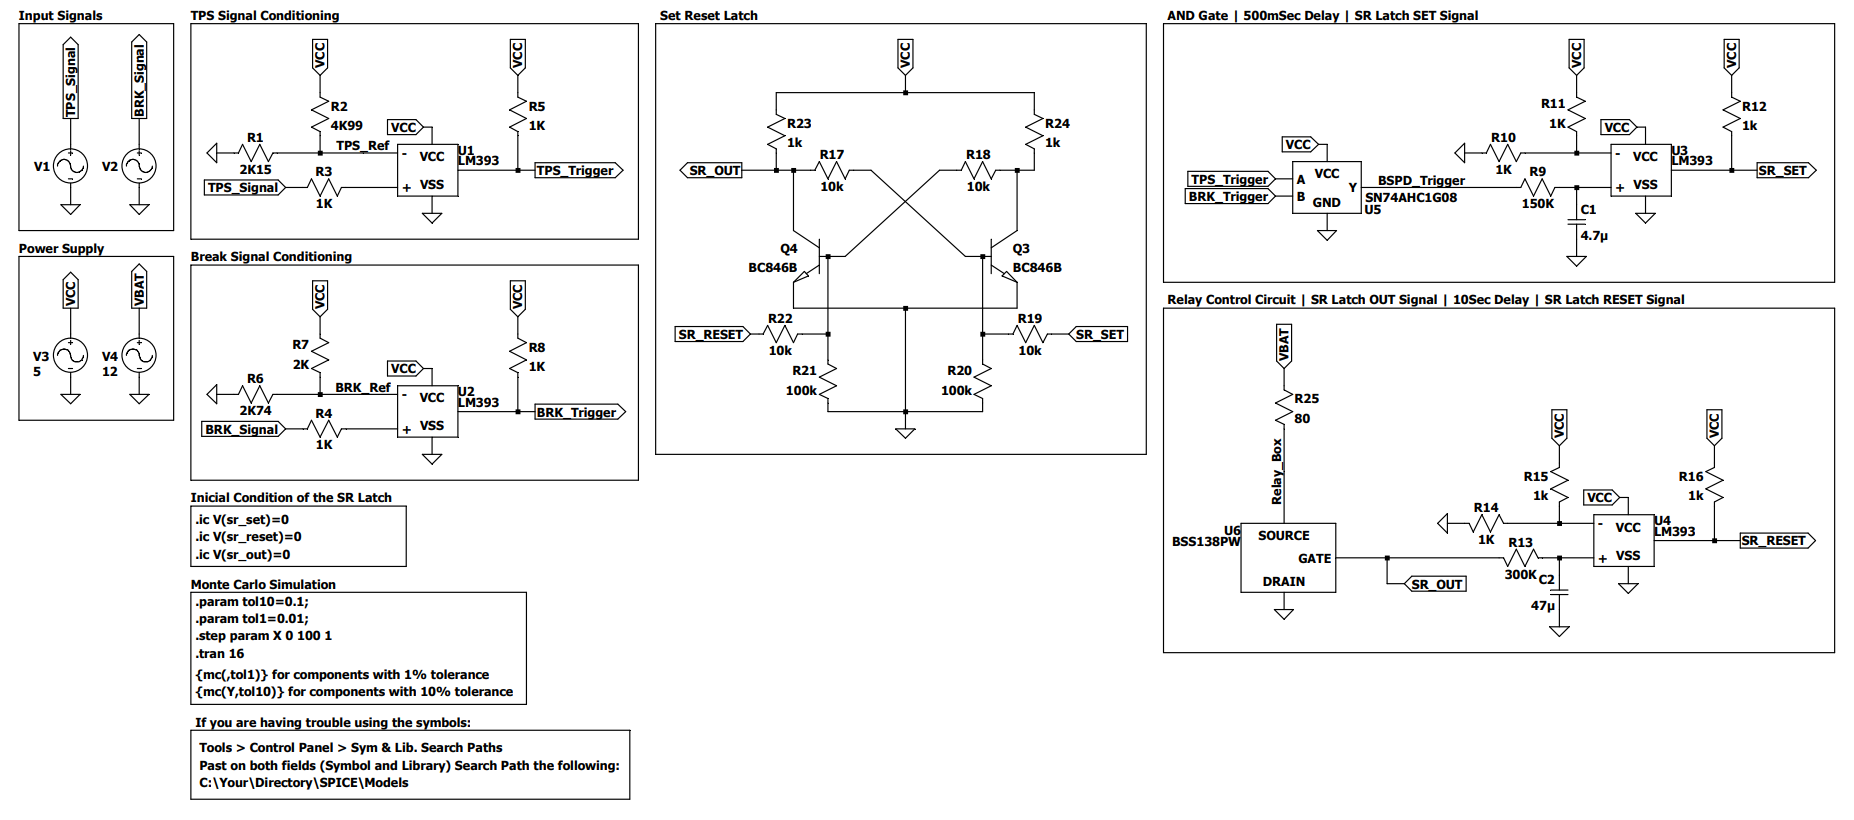 Input Signals
TPS_Signal
BRK_Signal
V1
V2
Power Supply
VCC
VBAT
V3
5
V4
12
TPS Signal Conditioning
VCC
VCC
R2
4K99
R5
1K
R1
2K15
TPS_Ref
VCC
U1
LM393
-
VCC
+
VSS
TPS_Signal
R3
1K
TPS_Trigger
Break Signal Conditioning
VCC
VCC
R7
2K
R8
1K
R6
2K74
BRK_Ref
VCC
U2
LM393
-
VCC
+
VSS
BRK_Signal
R4
1K
BRK_Trigger
Inicial Condition of the SR Latch
.ic V(sr_set)=0
.ic V(sr_reset)=0
.ic V(sr_out)=0
Monte Carlo Simulation
.param tol10=0.1;
.param tol1=0.01;
.step param X 0 100 1
.tran 16
{mc(,tol1)} for components with 1% tolerance
{mc(Y,tol10)} for components with 10% tolerance
If you are having trouble using the symbols:
Tools > Control Panel > Sym & Lib. Search Paths
Past on both fields (Symbol and Library) Search Path the following:
C:\Your\Directory\SPICE\Models
Set Reset Latch
VCC
R23
1k
R24
1k
SR_OUT
R17
10k
R18
10k
Q4
BC846B
Q3
BC846B
SR_RESET
R22
10k
R19
10k
SR_SET
R21
100k
R20
100k
AND Gate | 500mSec Delay | SR Latch SET Signal
VCC
VCC
R11
1K
R12
1k
VCC
R10
1K
VCC
U3
LM393
-
VCC
+
VSS
SR_SET
TPS_Trigger
BRK_Trigger
A
B
VCC
GND
Y
BSPD_Trigger
SN74AHC1G08
U5
R9
150K
C1
4.7µ
Relay Control Circuit | SR Latch OUT Signal | 10Sec Delay | SR Latch RESET Signal
VBAT
R25
80
Relay_Box
U6
BSS138PW
SOURCE
GATE
DRAIN
SR_OUT
VCC
VCC
R15
1k
R16
1k
R14
1K
VCC
U4
LM393
-
VCC
+
VSS
R13
300K
C2
47µ
SR_RESET